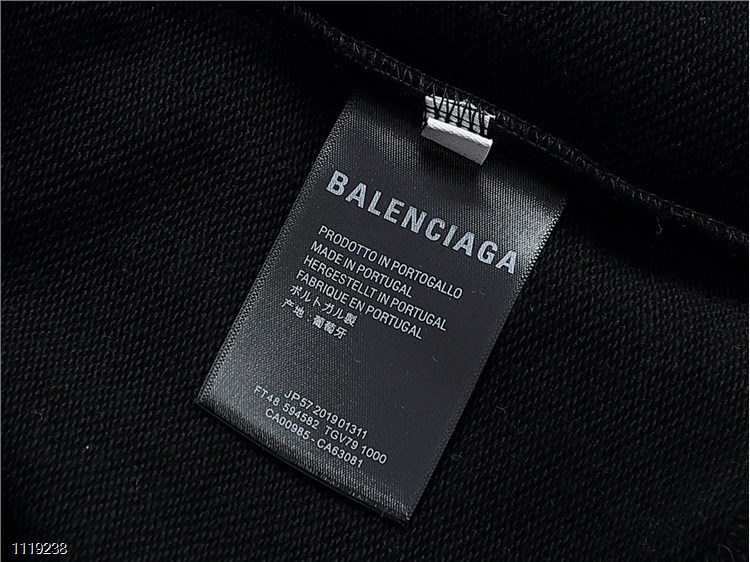 BALENCIAGA
PRODOTTO IN PORTOGALLO
MADE IN PORTUGAL
HERGESTELLT IN PORTUGAL
FABRIQUE EN PORTUGAL
ポルトガル製
产地:葡萄牙
JP57 201901311
FT48 594582 TGV79 1000
CA00985-CA63081
1119238